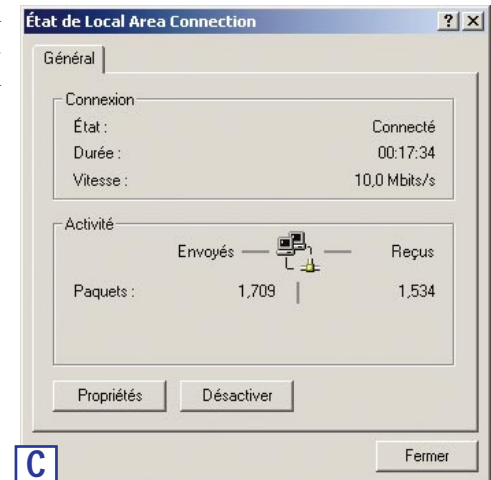 État de Local Area Connection
Général
Connexion
État : Connecté
Durée : 00:17:34
Vitesse : 10,0 Mbits/s
Activité
Envoyés Reçus
Paquets : 1,709 1,534
Propriétés Désactiver
Fermer
C